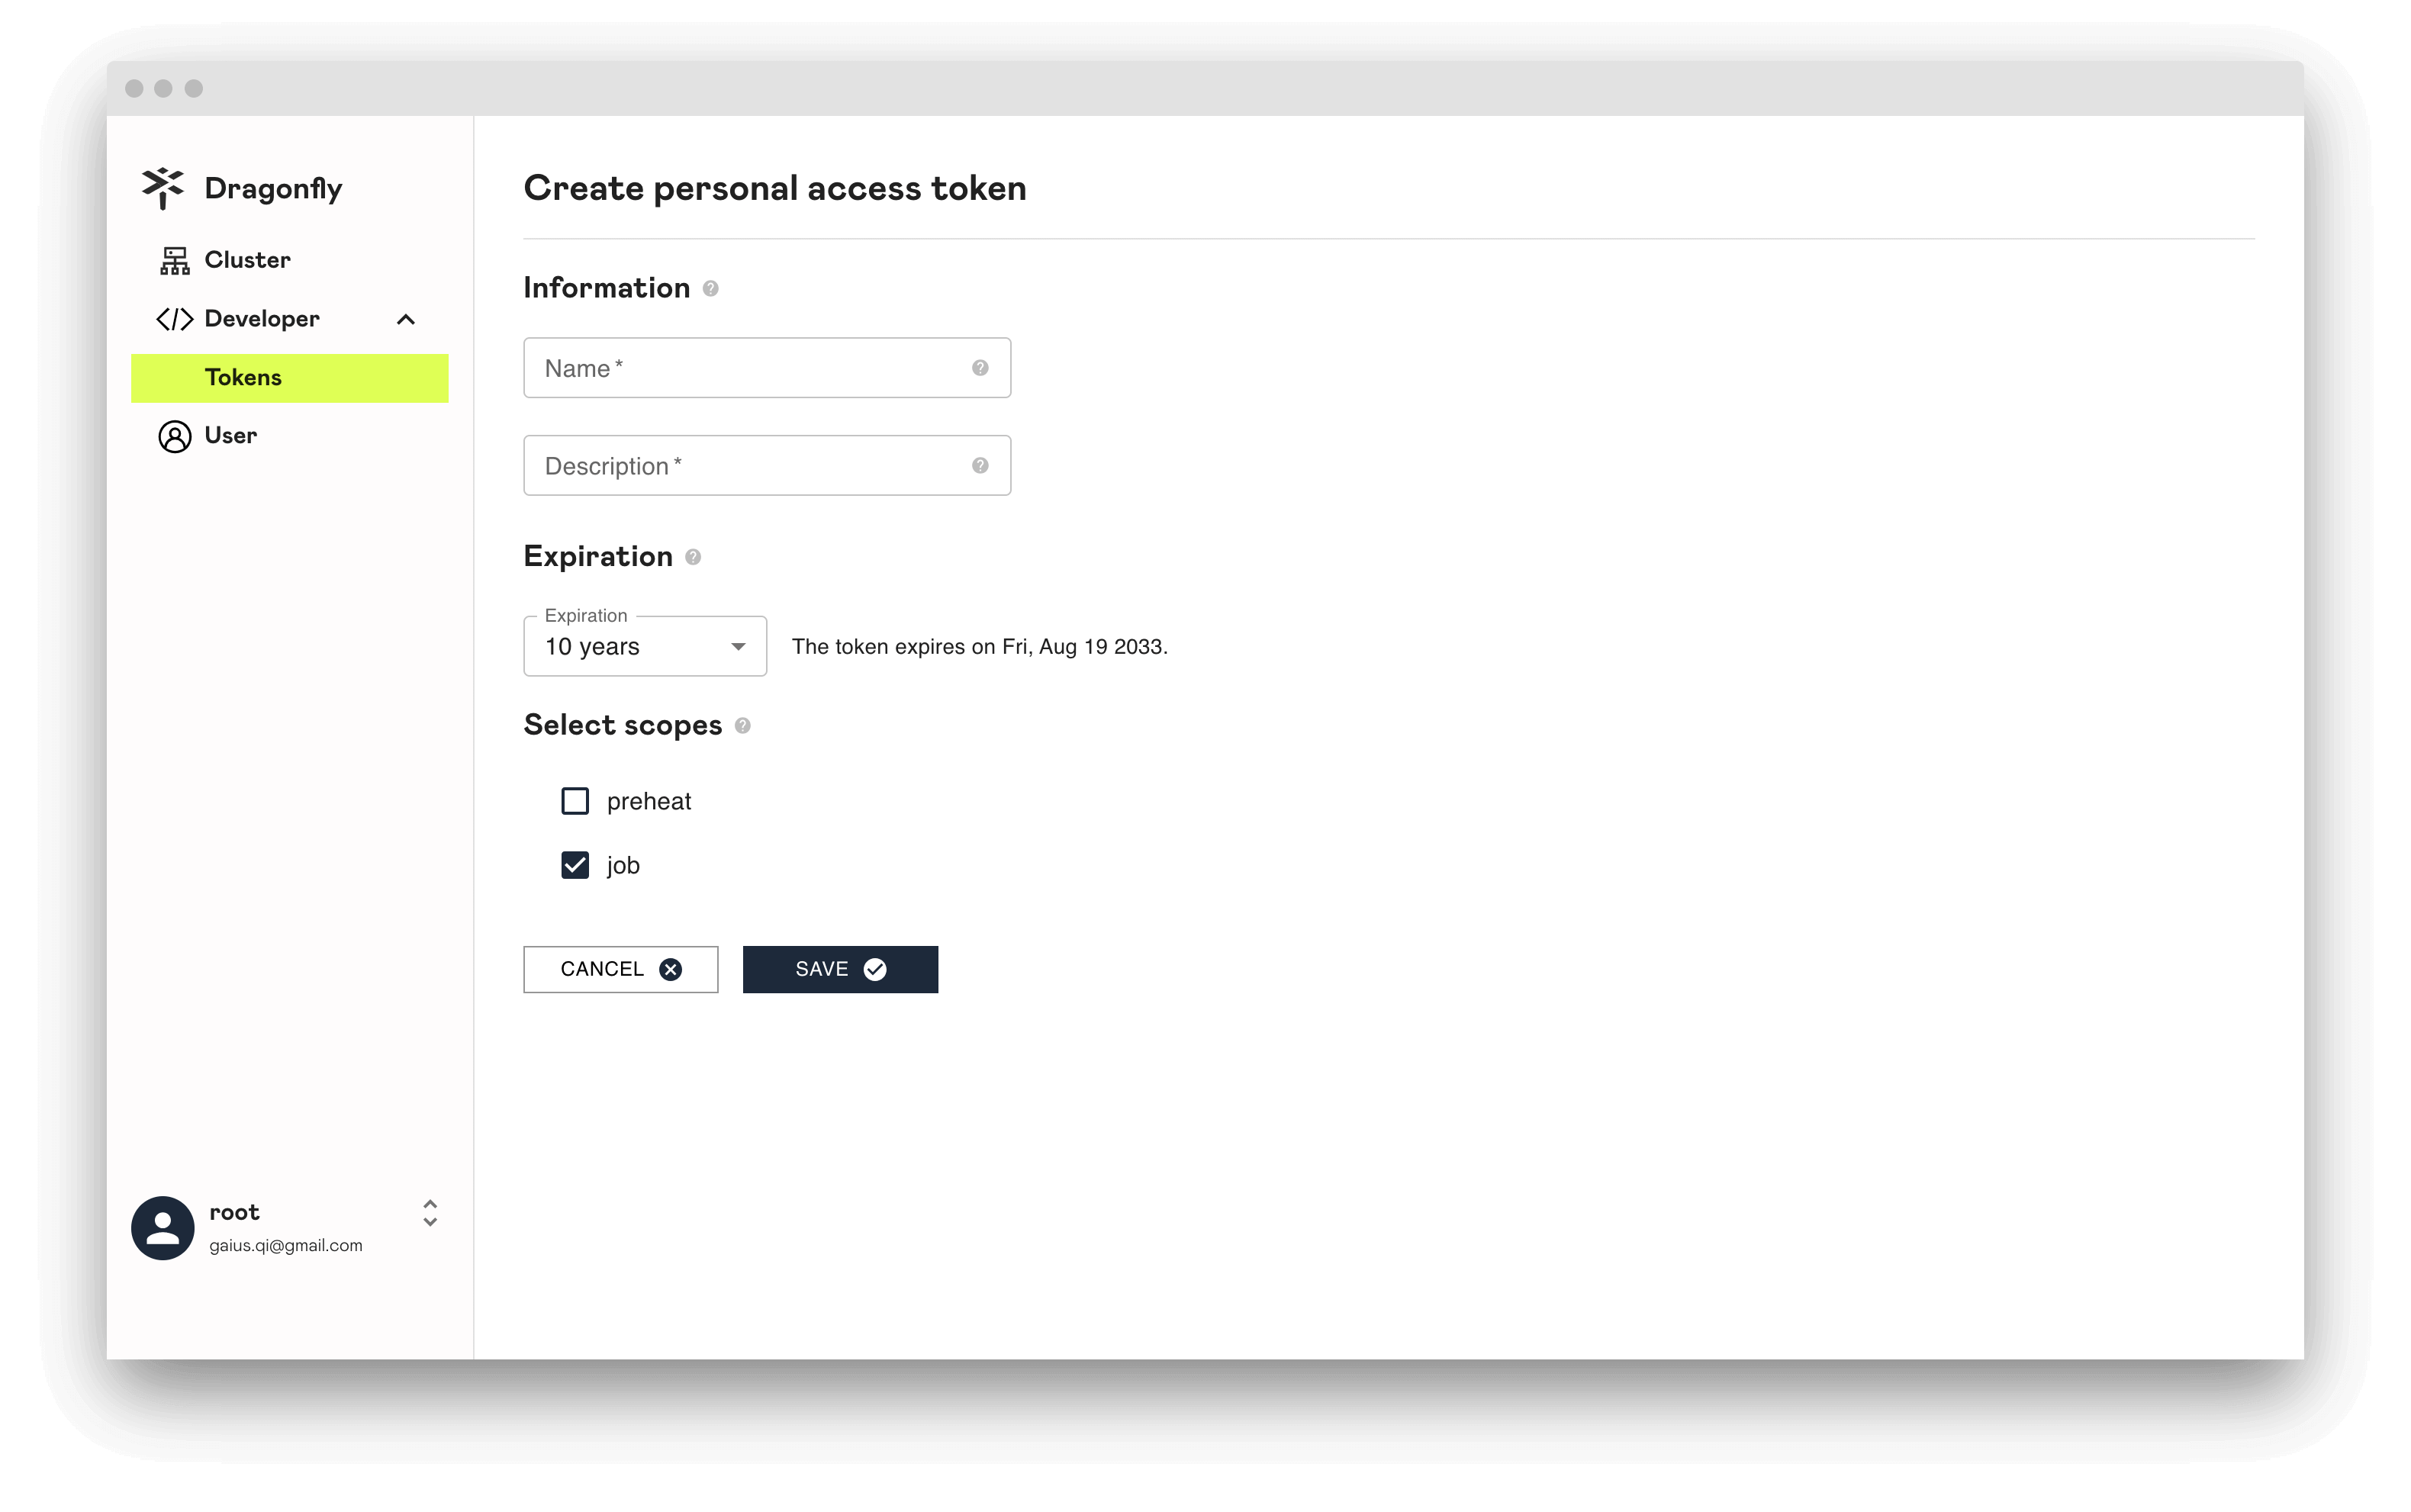 Dragonfly
Cluster
Developer
Tokens
User
root
gaius.qi@gmail.com
Create personal access token
Information
Name *
Description *
Expiration
Expiration
10 years
The token expires on Fri, Aug 19 2033.
Select scopes
preheat
job
CANCEL
SAVE